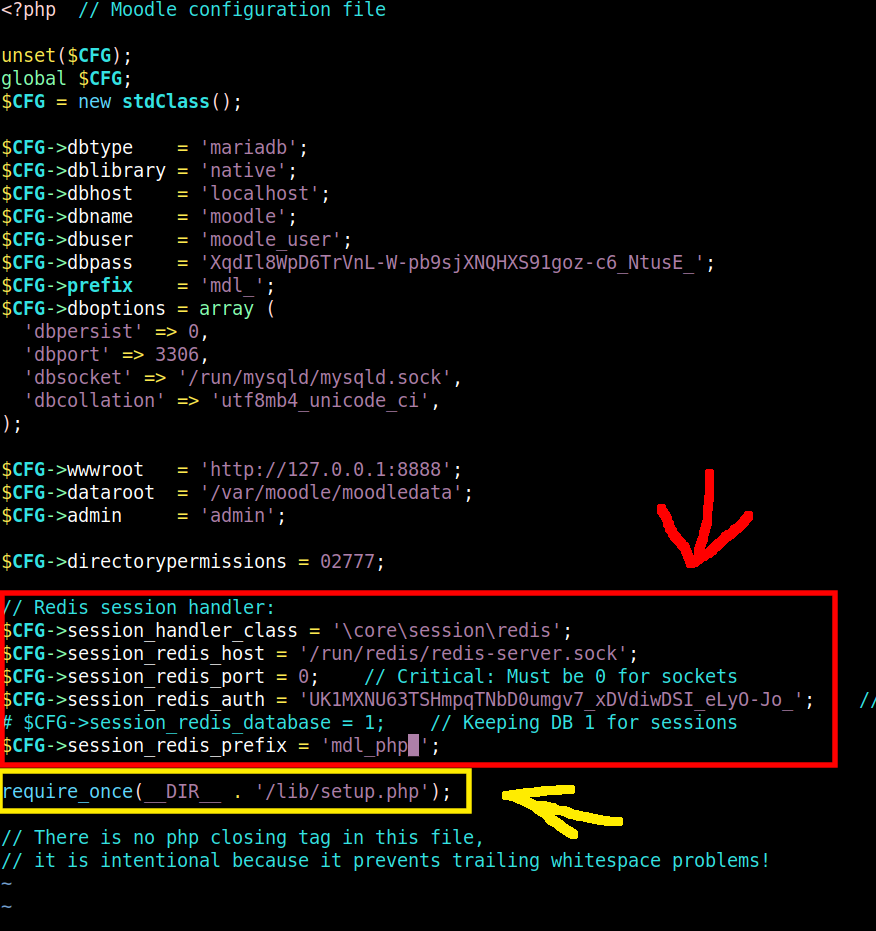 <?php  // Moodle configuration file
unset($CFG);
global $CFG;
$CFG = new stdClass();
$CFG->dbtype    = 'mariadb';
$CFG->dblibrary = 'native';
$CFG->dbhost    = 'localhost';
$CFG->dbname    = 'moodle';
$CFG->dbuser    = 'moodle_user';
$CFG->dbpass    = 'XqdIl8WpD6TrVnL-W-pb9sjXNQHXS91goz-c6_NtusE_';
$CFG->prefix    = 'mdl_';
$CFG->dboptions = array (
  'dbpersist' => 0,
  'dbport' => 3306,
  'dbsocket' => '/run/mysqld/mysqld.sock',
  'dbcollation' => 'utf8mb4_unicode_ci',
);
$CFG->wwwroot   = 'http://127.0.0.1:8888';
$CFG->dataroot  = '/var/moodle/moodledata';
$CFG->admin     = 'admin';
$CFG->directorypermissions = 02777;
// Redis session handler:
$CFG->session_handler_class = '\core\session\redis';
$CFG->session_redis_host = '/run/redis/redis-server.sock';
$CFG->session_redis_port = 0;    // Critical: Must be 0 for sockets
$CFG->session_redis_auth = 'UK1MXNU63TSHmpqTNbD0umgv7_xDVdiwDSI_eLyO-Jo_';    //
# $CFG->session_redis_database = 1;    // Keeping DB 1 for sessions
$CFG->session_redis_prefix = 'mdl_php ';
require_once(__DIR__ . '/lib/setup.php');
// There is no php closing tag in this file,
// it is intentional because it prevents trailing whitespace problems!
~
~